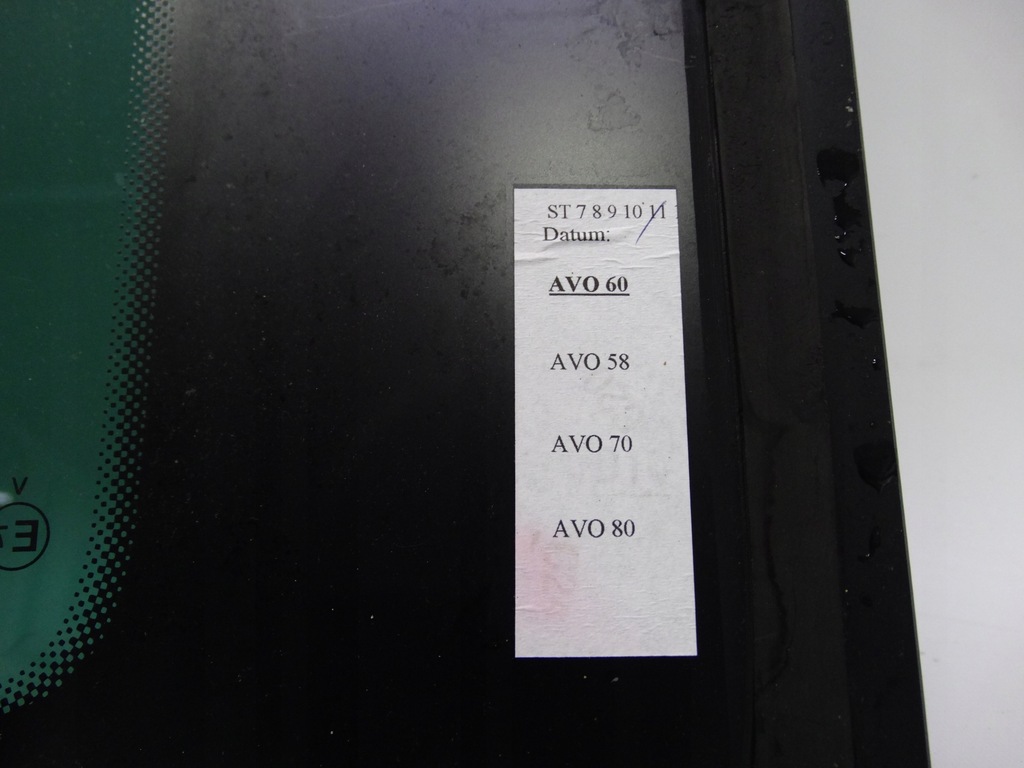 ST 7 8 9 10 11
Datum:
AVO 60
AVO 58
AVO 70
AVO 80
V